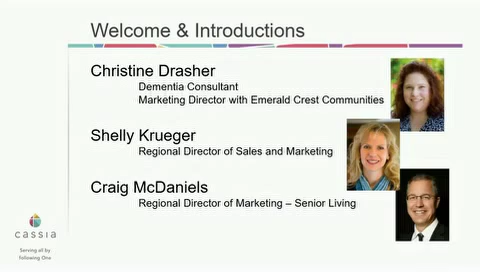 Welcome & Introductions
Christine Drasher
Dementia Consultant
Marketing Director with Emerald Crest Communities
Shelly Krueger
Regional Director of Sales and Marketing
Craig McDaniels
Regional Director of Marketing – Senior Living
cassia
Serving all by
following One